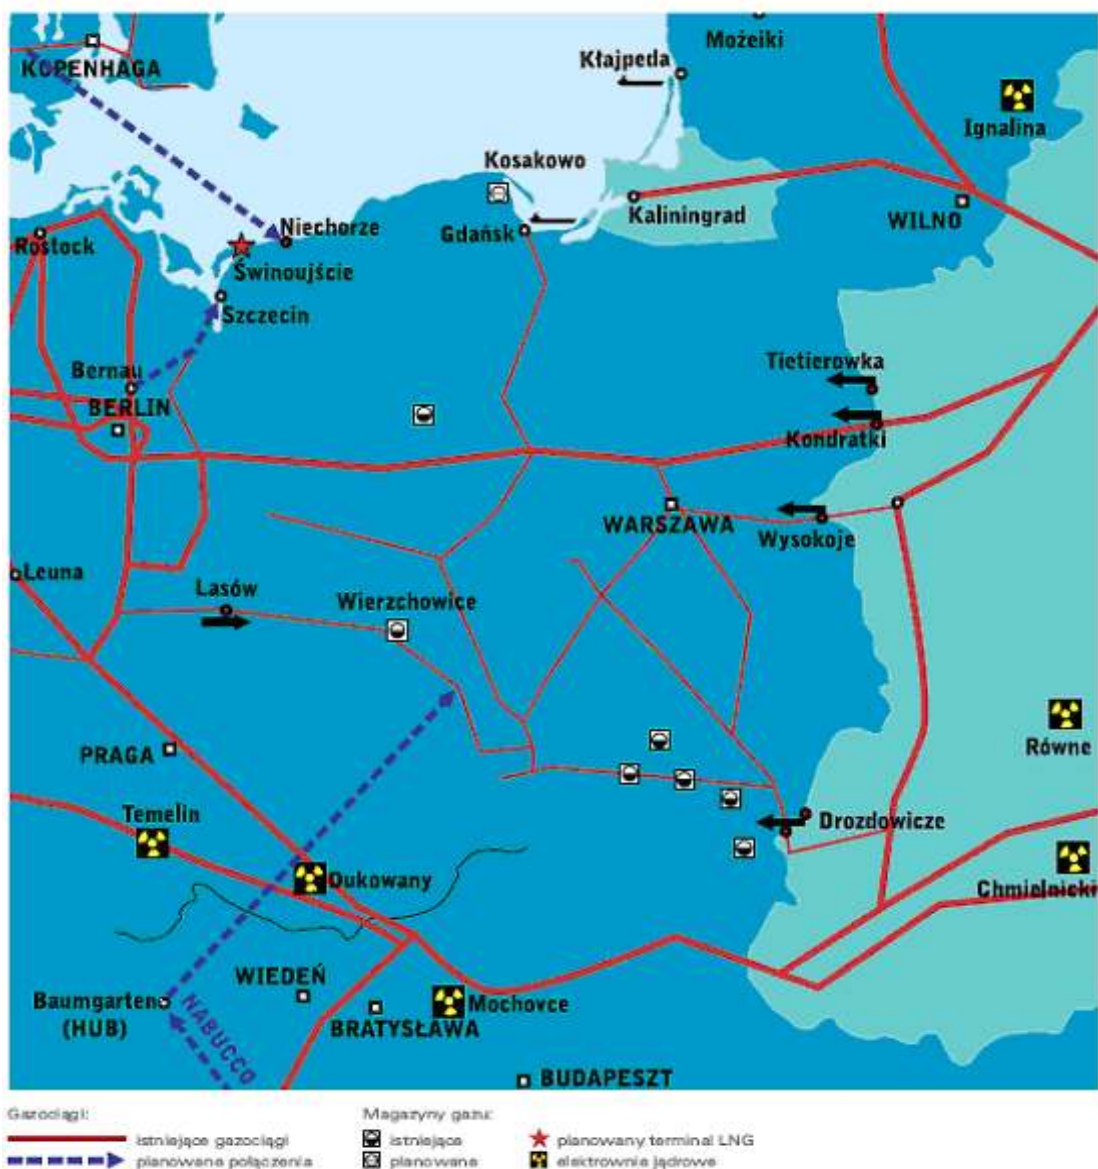 Możeiki
Kłajpeda
KOPENHAGA
Ignalina
Kosakowo
Kaliningrad
WILNO
Niechorze
Gdańsk
Rostock
Świnoujście
Szczecin
Tietierowka
Bernau
BERLIN
Kondratki
WARSZAWA
Wysokoje
Leuna
Lasów
Wierzchowice
Równe
PRAGA
Temelin
Drozdowicze
Dukowany
Chmielnicki
WIEDEŃ
Baumgarten
(HUB)
NABUCCO
BRATYSŁAWA
Mochovce
BUDAPESZT
Gazociągi:
istniejące gazociągi
planowane połączenia
Magazyny gazu:
istniejące
planowane
planowany terminal LNG
elektrownie jądrowe